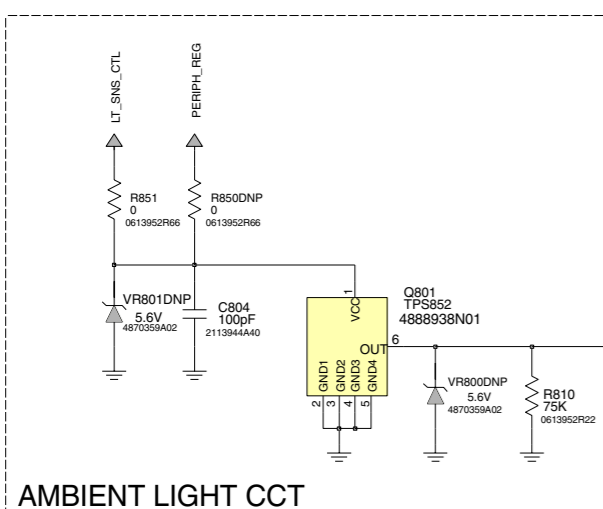 LT_SNS_CTL
PERIPH_REG
R851
0
0613952R66
R850DNP
0
0613952R66
VR801DNP
5.6V
4870359A02
C804
100pF
2113944A40
Q801
TPS852
4888938N01
1
VCC
OUT
6
GND1
GND2
GND3
GND4
2
3
4
5
VR800DNP
5.6V
4870359A02
R810
75K
0613952R22
AMBIENT LIGHT CCT